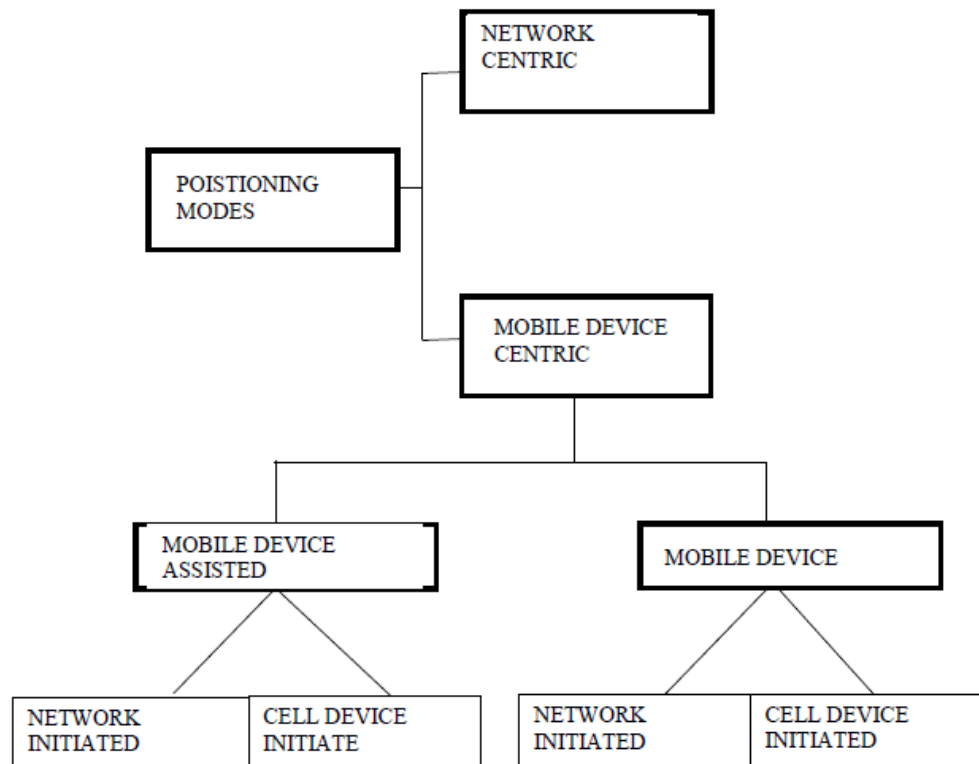 NETWORK
CENTRIC
POISTIONING
MODES
MOBILE DEVICE
CENTRIC
MOBILE DEVICE
ASSISTED
MOBILE DEVICE
NETWORK
INITIATED
CELL DEVICE
INITIATE
NETWORK
INITIATED
CELL DEVICE
INITIATED